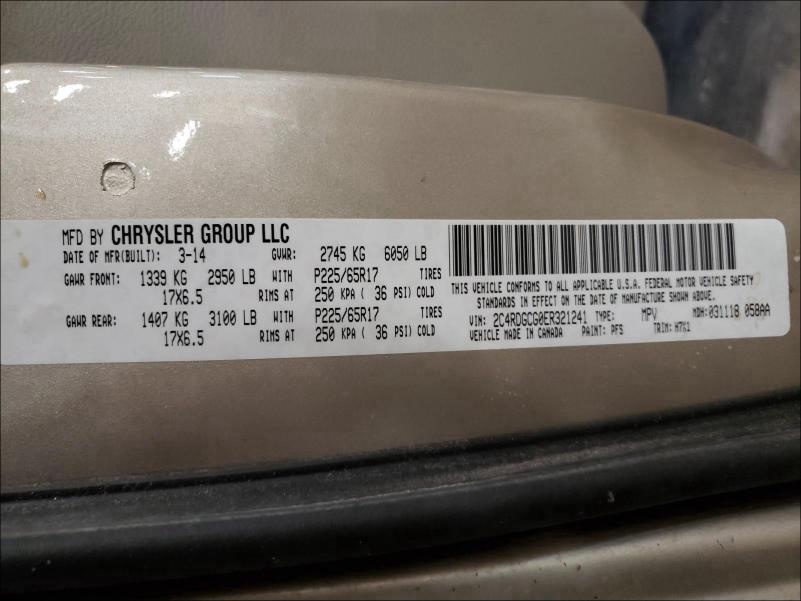 MFD BY CHRYSLER GROUP LLC
DATE OF MFR(BUILT): 3-14 GVWR: 2745 KG 6050 LB
GAWR FRONT: 1339 KG 2950 LB WITH P225/65R17 TIRES
17X6.5 RIMS AT 250 KPA ( 36 PSI) COLD
GAWR REAR: 1407 KG 3100 LB WITH P225/65R17 TIRES
17X6.5 RIMS AT 250 KPA ( 36 PSI) COLD
THIS VEHICLE CONFORMS TO ALL APPLICABLE U.S.A. FEDERAL MOTOR VEHICLE SAFETY
STANDARDS IN EFFECT ON THE DATE OF MANUFACTURE SHOWN ABOVE.
VIN: 2C4RDGCG0ER321241 TYPE: MPV MDH: 031118 058AA
VEHICLE MADE IN CANADA PAINT: PFS TRIM: H7X1